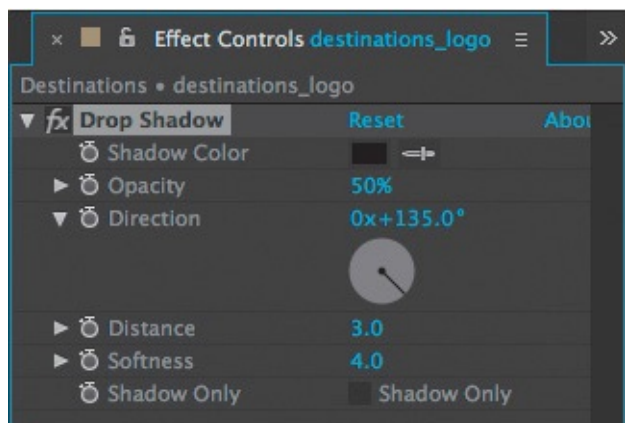 × Effect Controls destinations_logo ≡ »
Destinations • destinations_logo
fx Drop Shadow Reset Abou
Shadow Color
Opacity 50%
Direction 0x+135.0°
Distance 3.0
Softness 4.0
Shadow Only Shadow Only